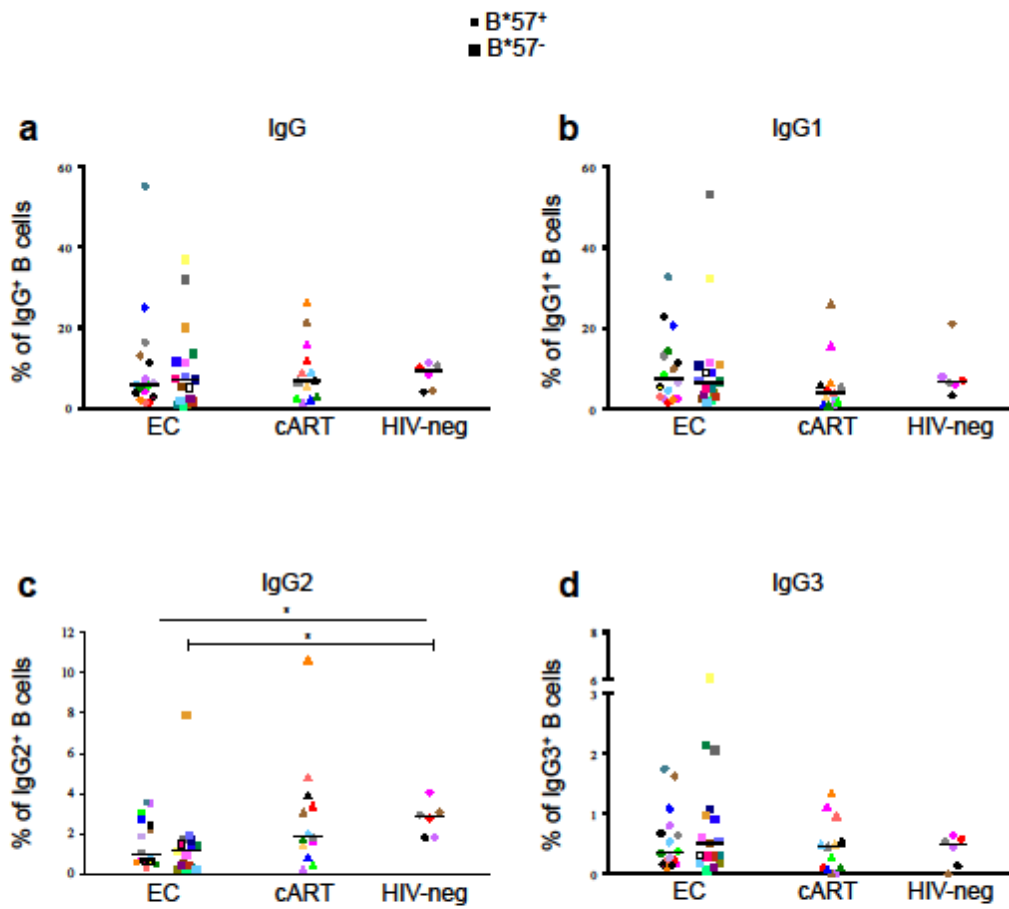 B*57+
B*57-
a
IgG
% of IgG+ B cells
60
40
20
0
EC
cART
HIV-neg
b
IgG1
% of IgG1+ B cells
60
40
20
0
EC
cART
HIV-neg
c
IgG2
% of IgG2+ B cells
12
10
8
6
4
2
0
*
*
EC
cART
HIV-neg
d
IgG3
% of IgG3+ B cells
8
6
3
2
1
0
EC
cART
HIV-neg